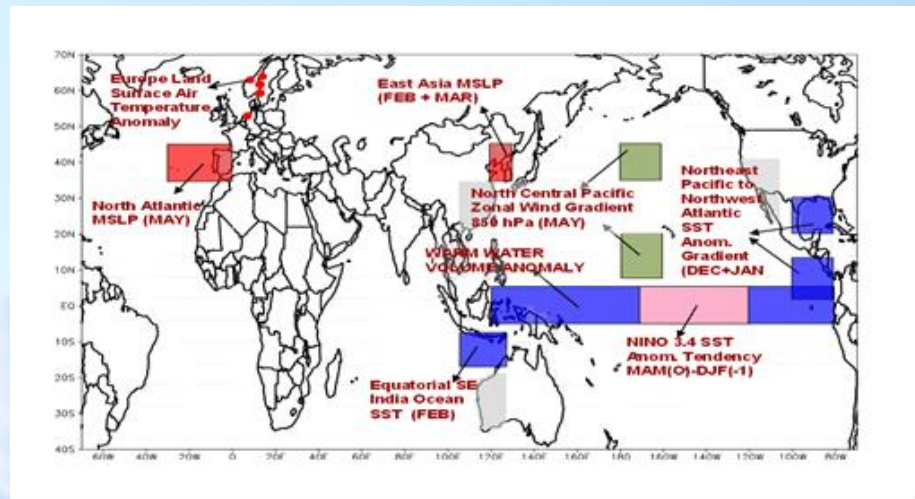 70N
60N
50N
40N
30N
20N
10N
EQ
10S
20S
30S
40S
Europe Land
Surface Air
Temperature
Anomaly
East Asia MSLP
(FEB + MAR)
North Atlantic
MSLP (MAY)
North Central Pacific
Zonal Wind Gradient
850 hPa (MAY)
Northeast
Pacific to
Northwest
Atlantic
SST
Anom.
Gradient
(DEC+JAN
WARM WATER
VOLUME ANOMALY
NINO 3.4 SST
Anom. Tendency
MAM(O)-DJF(-1)
Equatorial SE
India Ocean
SST (FEB)
60W 40W 20W 0 20E 40E 60E 80E 100E 120E 140E 160E 180 160W 140W 120W 100W 80W